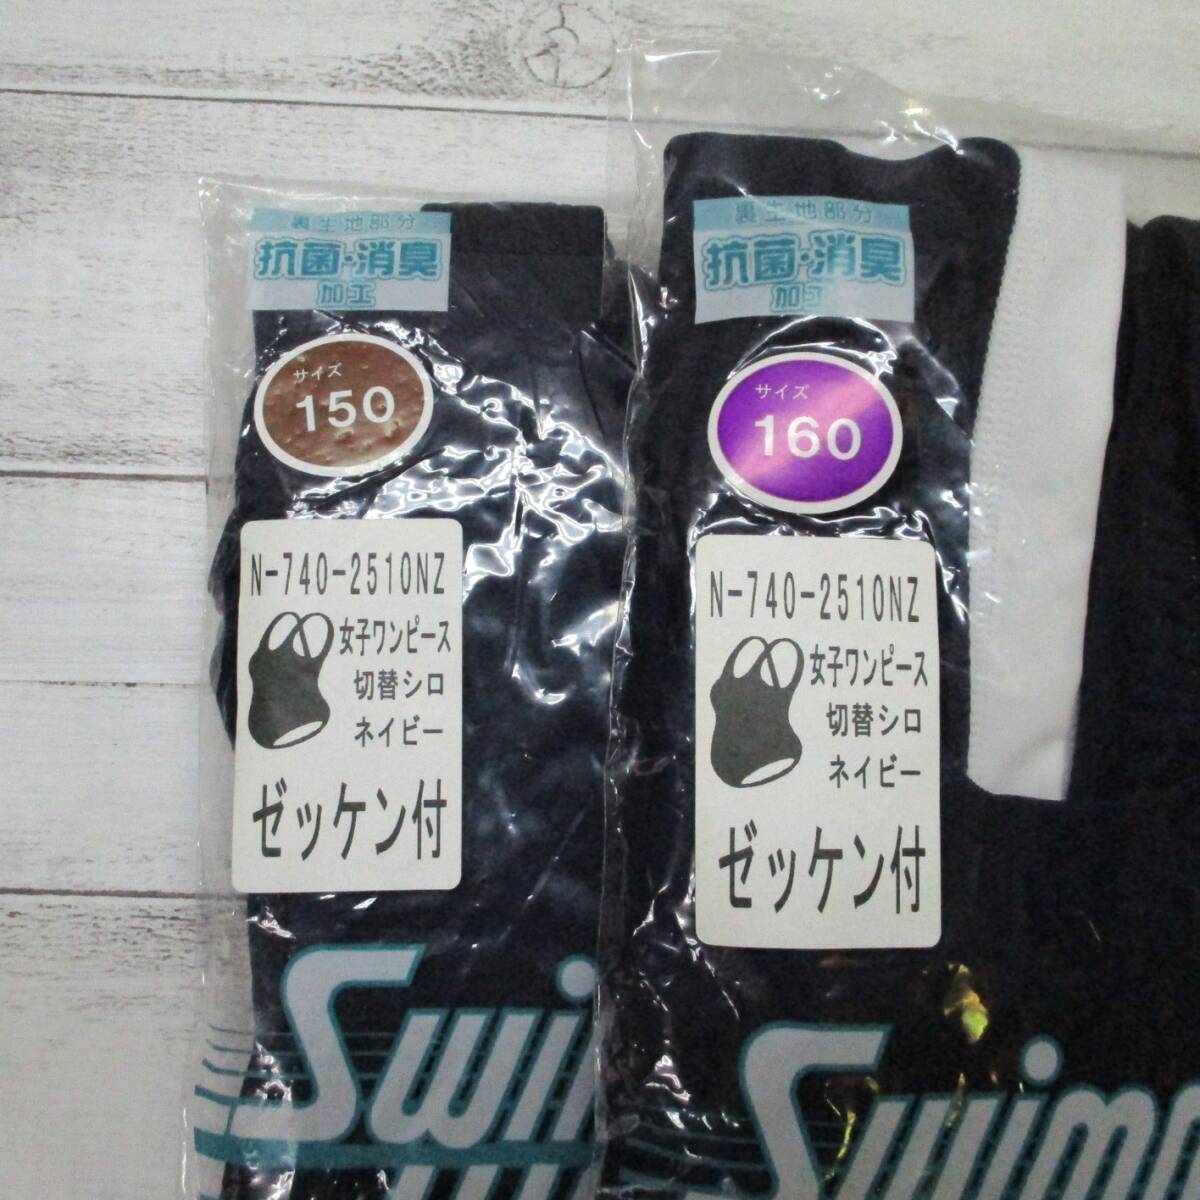 裏生地部分
抗菌・消臭
加工
サイズ
150
N-740-2510NZ
女子ワンピース
切替シロ
ネイビー
ゼッケン付
裏生地部分
抗菌・消臭
加工
サイズ
160
N-740-2510NZ
女子ワンピース
切替シロ
ネイビー
ゼッケン付